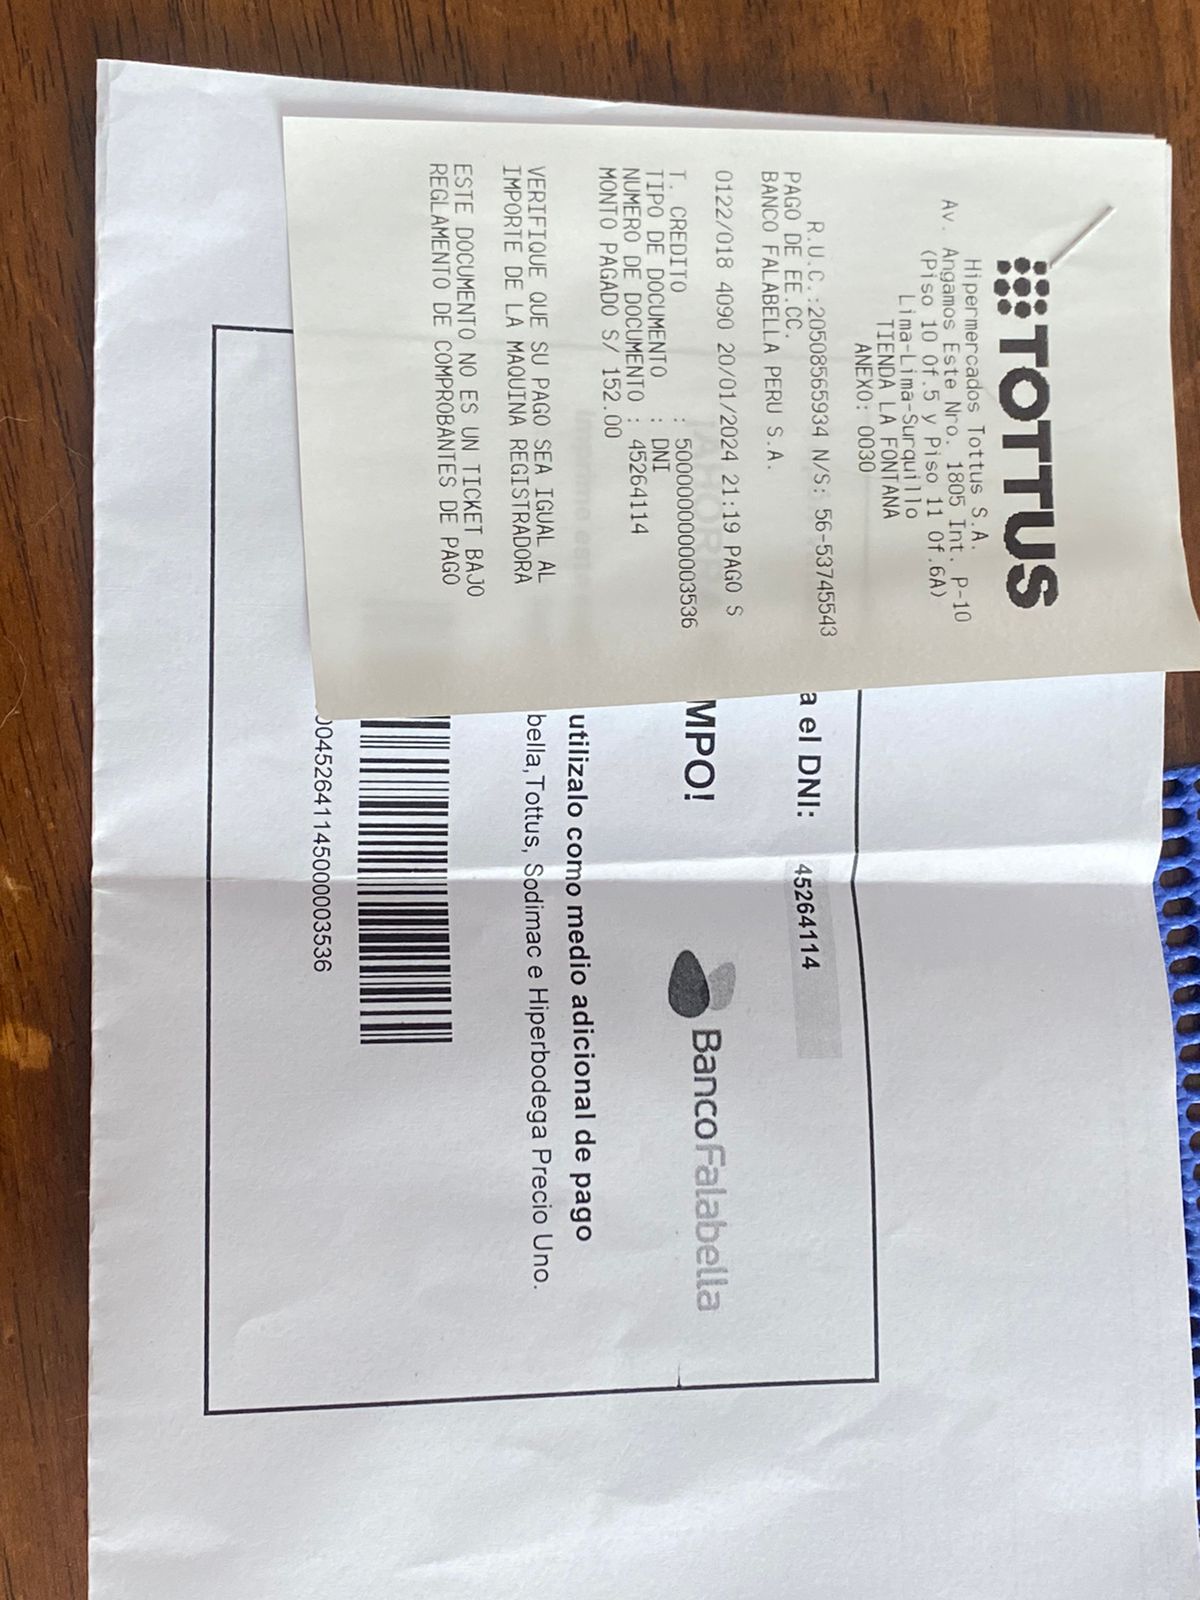 TOTTUS
Hipermercados Tottus S.A.
Av. Angamos Este Nro. 1805 Int. P-10
(Piso 10 Of.5 y Piso 11 Of.6A)
Lima-Lima-Surquillo
TIENDA LA FONTANA
ANEXO: 0030
R.U.C.:20508565934 N/S: 56-53745543
PAGO DE EE.CC.
BANCO FALABELLA PERU S.A.
0122/018 4090 20/01/2024 21:19 PAGO S
T. CREDITO : 5000000000003536
TIPO DE DOCUMENTO : DNI
NUMERO DE DOCUMENTO : 45264114
MONTO PAGADO S/ 152.00
VERIFIQUE QUE SU PAGO SEA IGUAL AL
IMPORTE DE LA MAQUINA REGISTRADORA
ESTE DOCUMENTO NO ES UN TICKET BAJO
REGLAMENTO DE COMPROBANTES DE PAGO
a el DNI: 45264114
MPO!
BancoFalabella
utilizalo como medio adicional de pago
bella, Tottus, Sodimac e Hiperbodega Precio Uno.
0045264114500003536